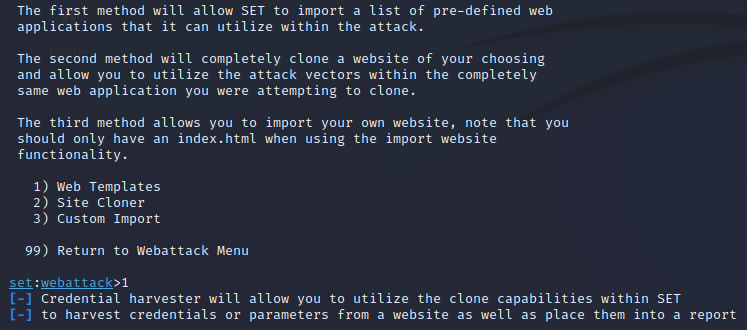 The first method will allow SET to import a list of pre-defined web
applications that it can utilize within the attack.
The second method will completely clone a website of your choosing
and allow you to utilize the attack vectors within the completely
same web application you were attempting to clone.
The third method allows you to import your own website, note that you
should only have an index.html when using the import website
functionality.
1) Web Templates
2) Site Cloner
3) Custom Import
99) Return to Webattack Menu
set:webattack>1
[-] Credential harvester will allow you to utilize the clone capabilities within SET
[-] to harvest credentials or parameters from a website as well as place them into a report